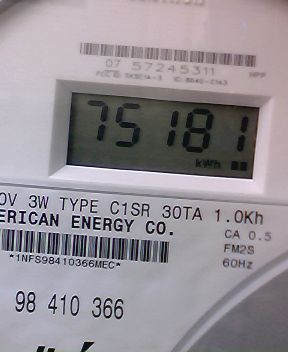 07 57245311
75181
kWh
0V 3W TYPE C1SR 30TA 1.0Kh
ERICAN ENERGY CO.
CA 0.5
FM2S
60Hz
*1NFS98410366MEC*
98 410 366